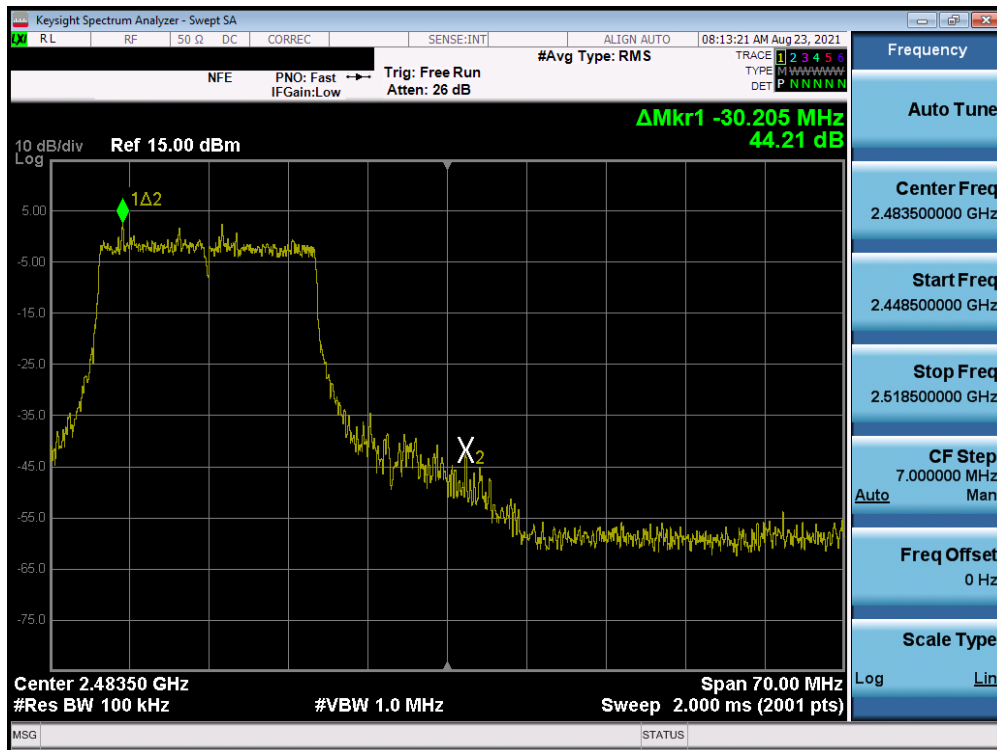 Keysight Spectrum Analyzer - Swept SA
LXI RL RF 50 Ω DC CORREC SENSE:INT ALIGN AUTO 08:13:21 AM Aug 23, 2021
NFE PNO: Fast IFGain:Low Trig: Free Run Atten: 26 dB #Avg Type: RMS
TRACE 1 2 3 4 5 6
TYPE M WWWWW
DET P N N N N N
ΔMkr1 -30.205 MHz
44.21 dB
10 dB/div Ref 15.00 dBm
Log
1Δ2
5.00
-5.00
-15.0
-25.0
-35.0
X2
-45.0
-55.0
-65.0
-75.0
Center 2.48350 GHz Span 70.00 MHz
#Res BW 100 kHz #VBW 1.0 MHz Sweep 2.000 ms (2001 pts)
MSG STATUS
Frequency
Auto Tune
Center Freq
2.483500000 GHz
Start Freq
2.448500000 GHz
Stop Freq
2.518500000 GHz
CF Step
7.000000 MHz
Auto Man
Freq Offset
0 Hz
Scale Type
Log Lin